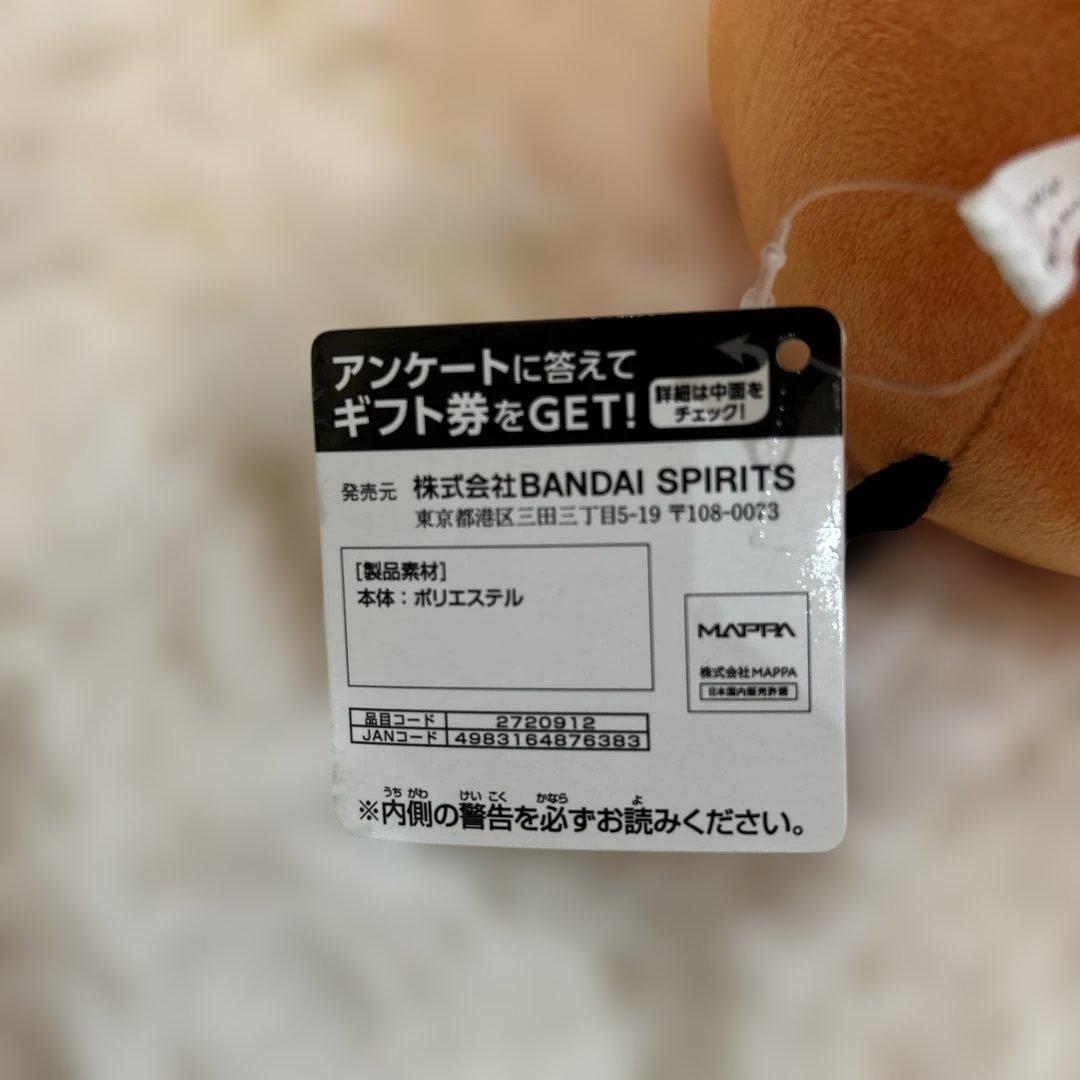 アンケートに答えて
ギフト券をGET!
詳細は中面を
チェック!
発売元 株式会社BANDAI SPIRITS
東京都港区三田三丁目5-19 〒108-0073
[製品素材]
本体：ポリエステル
MAPPA
株式会社MAPPA
日本国内販売許諾
品目コード 2720912
JANコード 4983164876383
うちがわ けいこく かなら よ
※内側の警告を必ずお読みください。